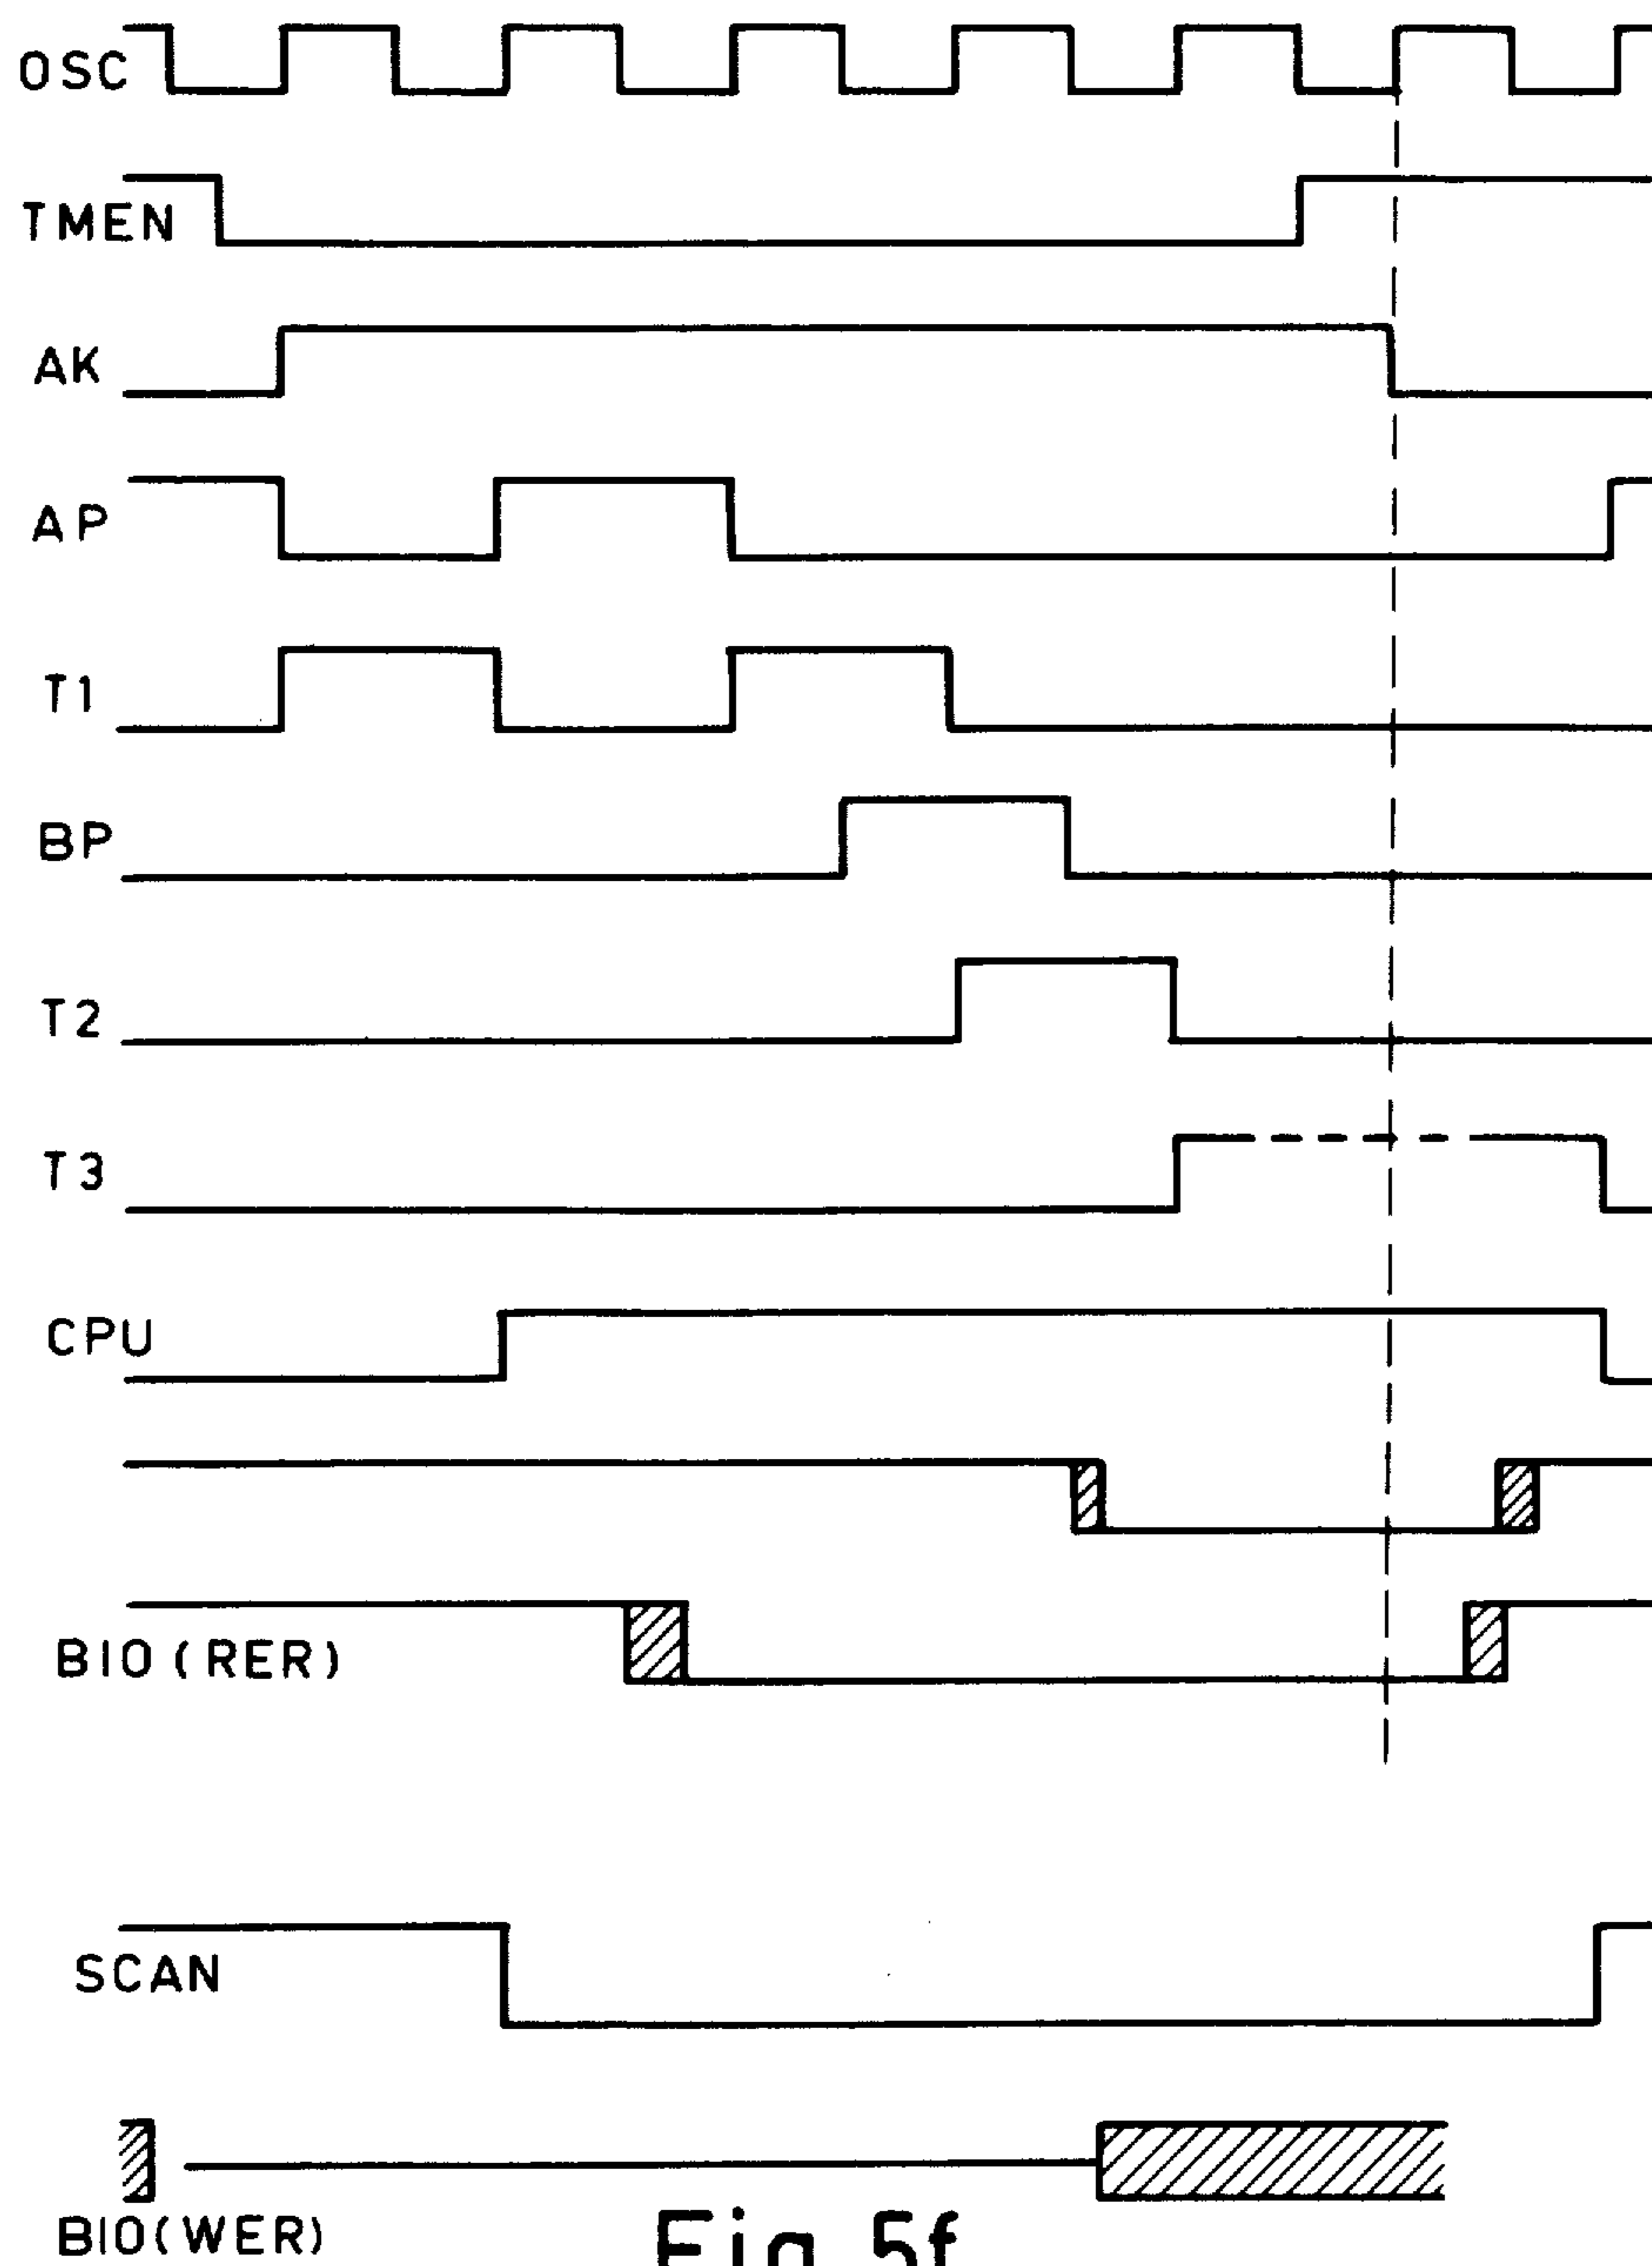 OSC
TMEN
AK
AP
T1
BP
T2
T3
CPU
BIO (RER)
SCAN
BIO(WER)
Fig. 5f